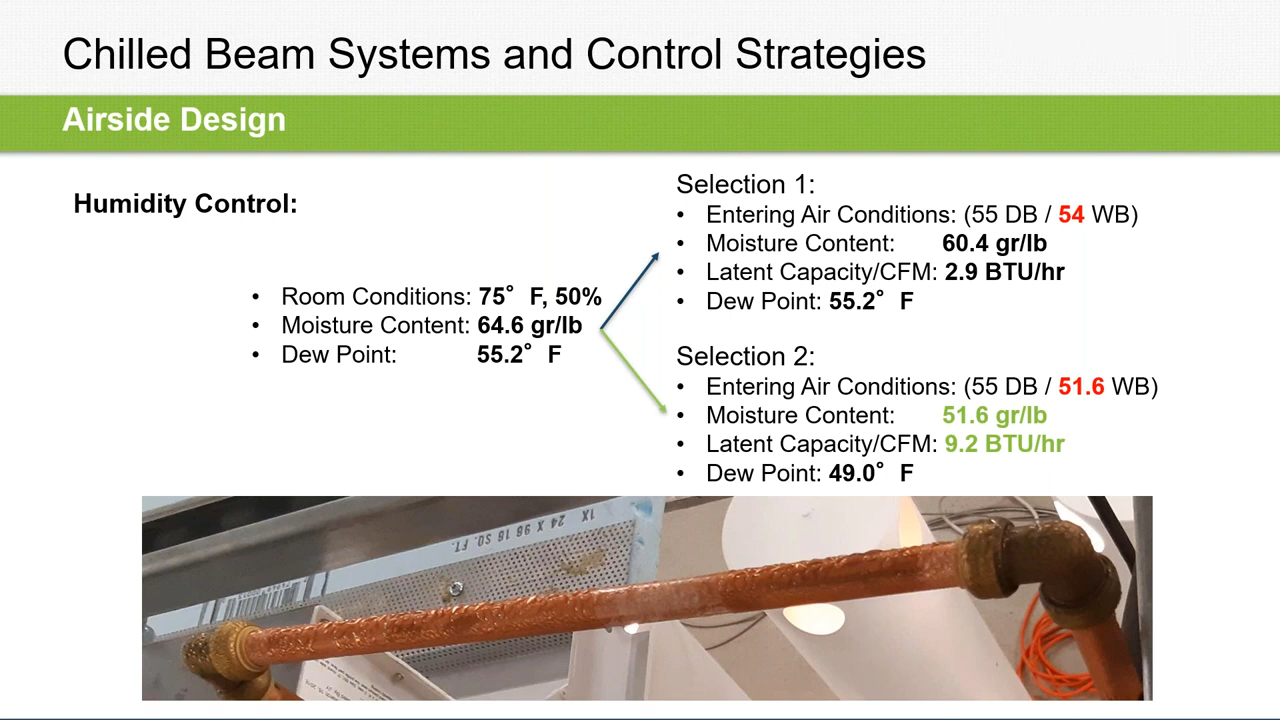 Chilled Beam Systems and Control Strategies
Airside Design
Humidity Control:
• Room Conditions: 75° F, 50%
• Moisture Content: 64.6 gr/lb
• Dew Point: 55.2° F
Selection 1:
• Entering Air Conditions: (55 DB / 54 WB)
• Moisture Content: 60.4 gr/lb
• Latent Capacity/CFM: 2.9 BTU/hr
• Dew Point: 55.2° F
Selection 2:
• Entering Air Conditions: (55 DB / 51.6 WB)
• Moisture Content: 51.6 gr/lb
• Latent Capacity/CFM: 9.2 BTU/hr
• Dew Point: 49.0° F
1X 24 X 96 16 SQ. FT.